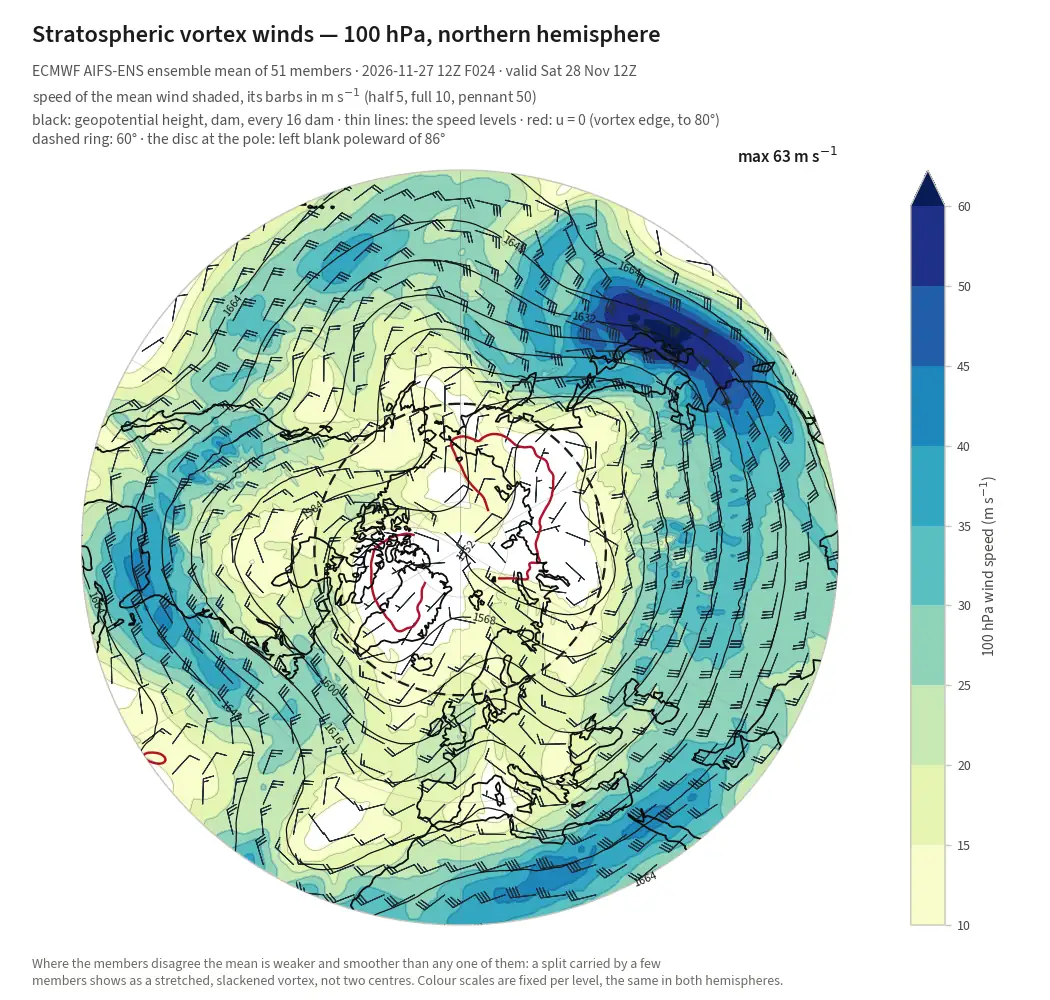 Stratospheric vortex winds — 100 hPa, northern hemisphere
ECMWF AIFS-ENS ensemble mean of 51 members · 2026-11-27 12Z F024 · valid Sat 28 Nov 12Z
speed of the mean wind shaded, its barbs in m s⁻¹ (half 5, full 10, pennant 50)
black: geopotential height, dam, every 16 dam · thin lines: the speed levels · red: u = 0 (vortex edge, to 80°)
dashed ring: 60° · the disc at the pole: left blank poleward of 86°
max 63 m s⁻¹
1664
1632
1664
1568
1600
1616
1664
60
50
45
40
35
30
25
20
15
10
100 hPa wind speed (m s⁻¹)
Where the members disagree the mean is weaker and smoother than any one of them: a split carried by a few
members shows as a stretched, slackened vortex, not two centres. Colour scales are fixed per level, the same in both hemispheres.